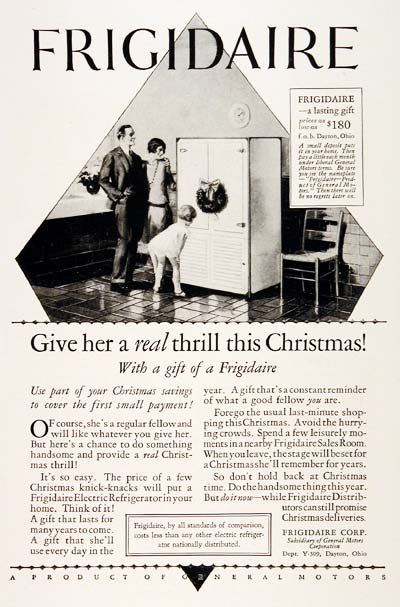 FRIGIDAIRE
FRIGIDAIRE
—a lasting gift
prices as
low as $180
f. o. b. Dayton, Ohio
A small deposit puts
it in your home. Then
pay a little each month
under liberal General
Motors terms. Be sure
you see the nameplate
—"Frigidaire—Prod-
uct of General Mo-
tors." Then there will
be no regrets later on.
Give her a real thrill this Christmas!
With a gift of a Frigidaire
Use part of your Christmas savings
to cover the first small payment!
OF course, she's a regular fellow and
will like whatever you give her.
But here's a chance to do something
handsome and provide a real Christ-
mas thrill!
It's so easy. The price of a few
Christmas knick-knacks will put a
Frigidaire Electric Refrigerator in your
home. Think of it!
A gift that lasts for
many years to come.
A gift that she'll
use every day in the
year. A gift that's a constant reminder
of what a good fellow you are.
Forego the usual last-minute shop-
ping this Christmas. Avoid the hurry-
ing crowds. Spend a few leisurely mo-
ments in a nearby Frigidaire Sales Room.
When you leave, the stage will be set for
a Christmas she'll remember for years.
So don't hold back at Christmas
time. Do the handsome thing this year.
But do it now—while Frigidaire Distrib-
utors can still promise
Christmas deliveries.
FRIGIDAIRE CORP.
Subsidiary of General Motors
Corporation
Dept. Y-309, Dayton, Ohio
Frigidaire, by all standards of comparison,
costs less than any other electric refriger-
ator nationally distributed.
A PRODUCT OF GENERAL MOTORS